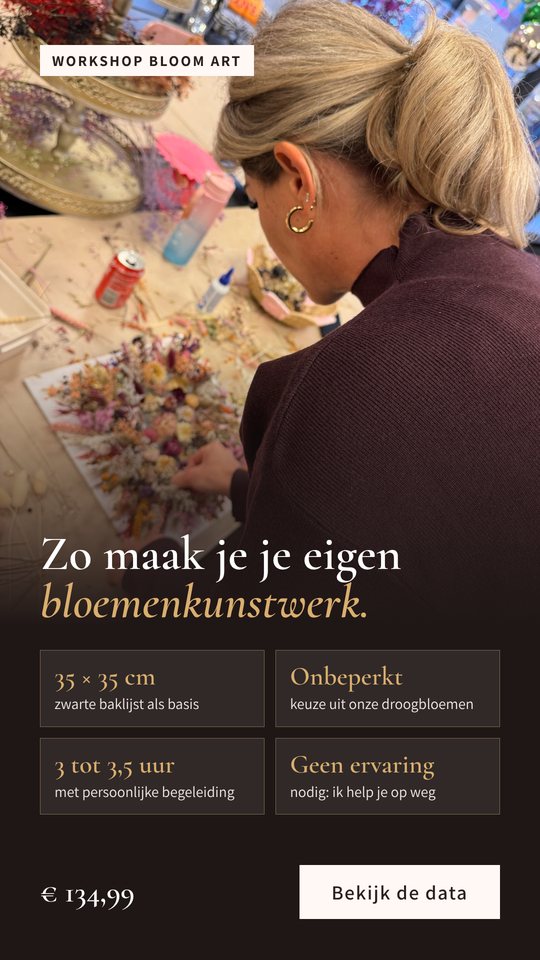 WORKSHOP BLOOM ART
Zo maak je je eigen
bloemenkunstwerk.
35 × 35 cm
zwarte baklijst als basis
Onbeperkt
keuze uit onze droogbloemen
3 tot 3,5 uur
met persoonlijke begeleiding
Geen ervaring
nodig: ik help je op weg
€ 134,99
Bekijk de data